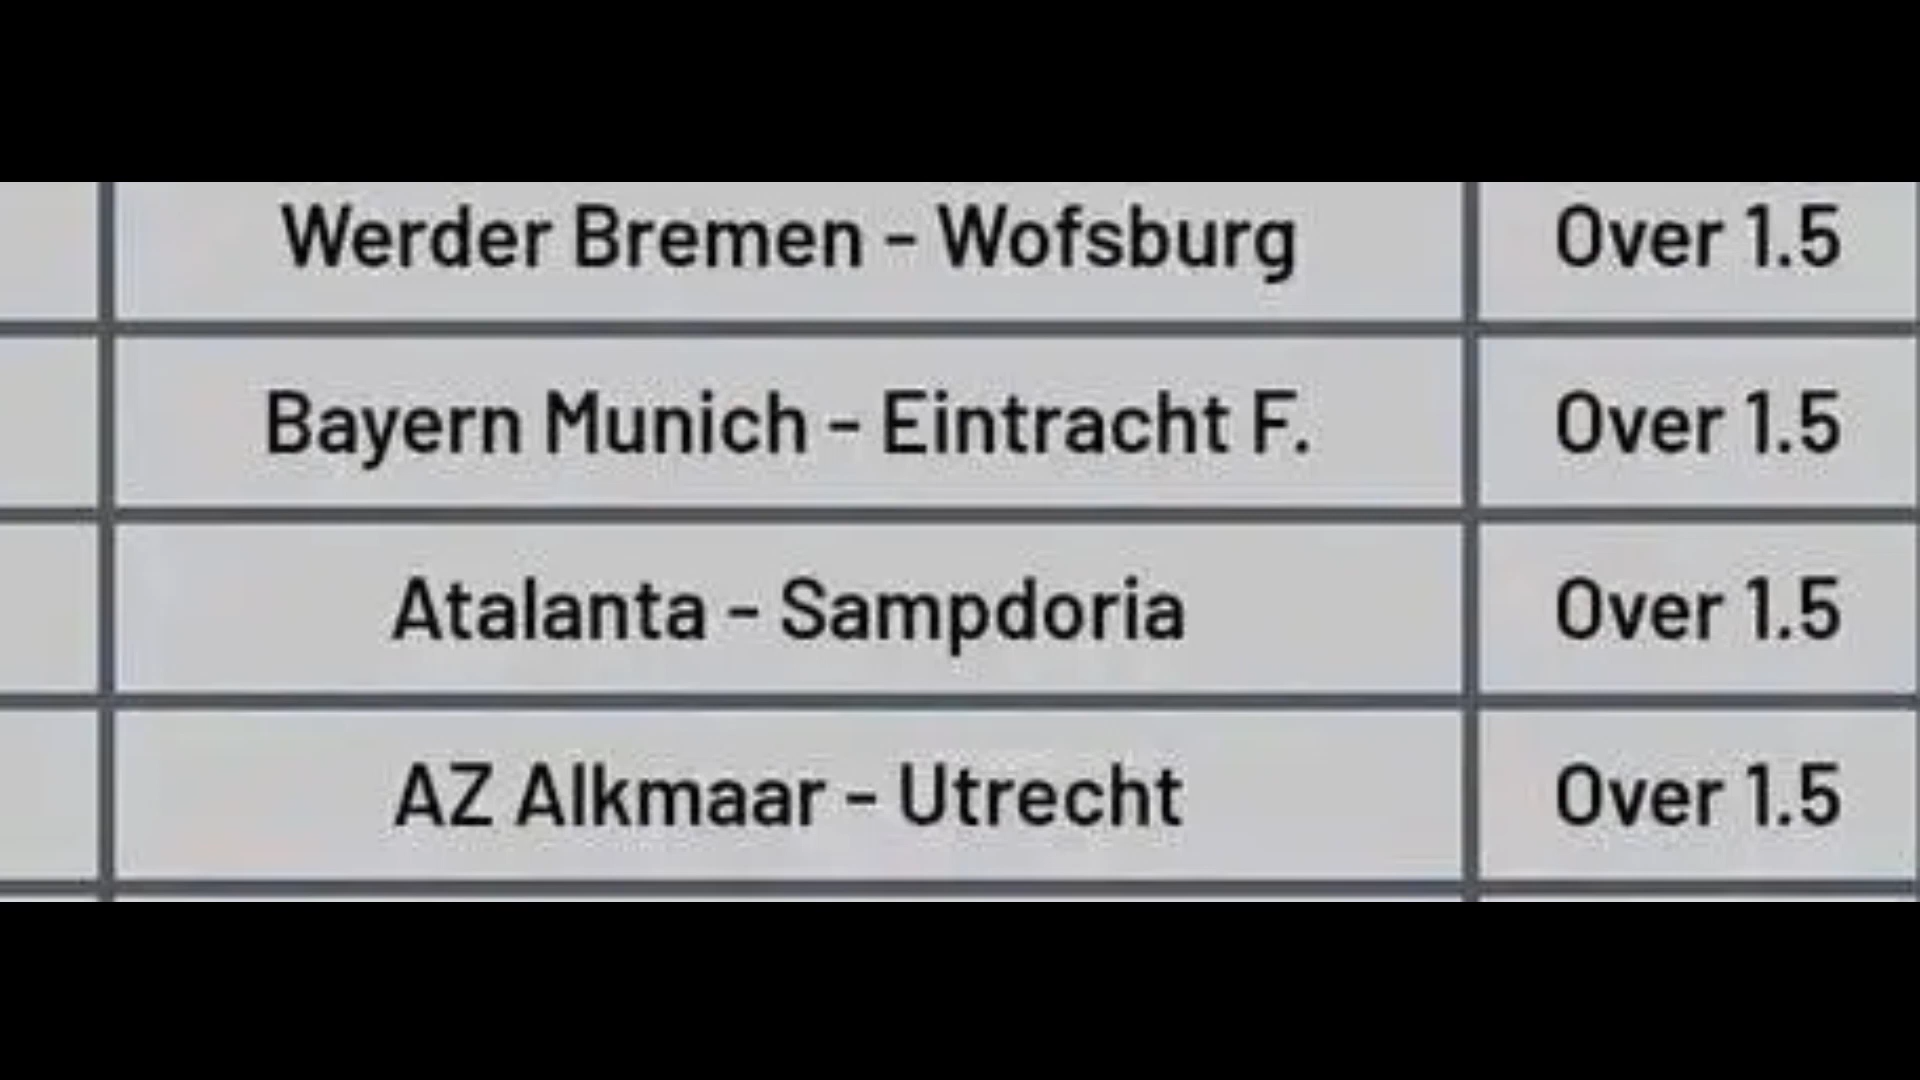 Werder Bremen - Wofsburg Over 1.5
Bayern Munich - Eintracht F. Over 1.5
Atalanta - Sampdoria Over 1.5
AZ Alkmaar - Utrecht Over 1.5